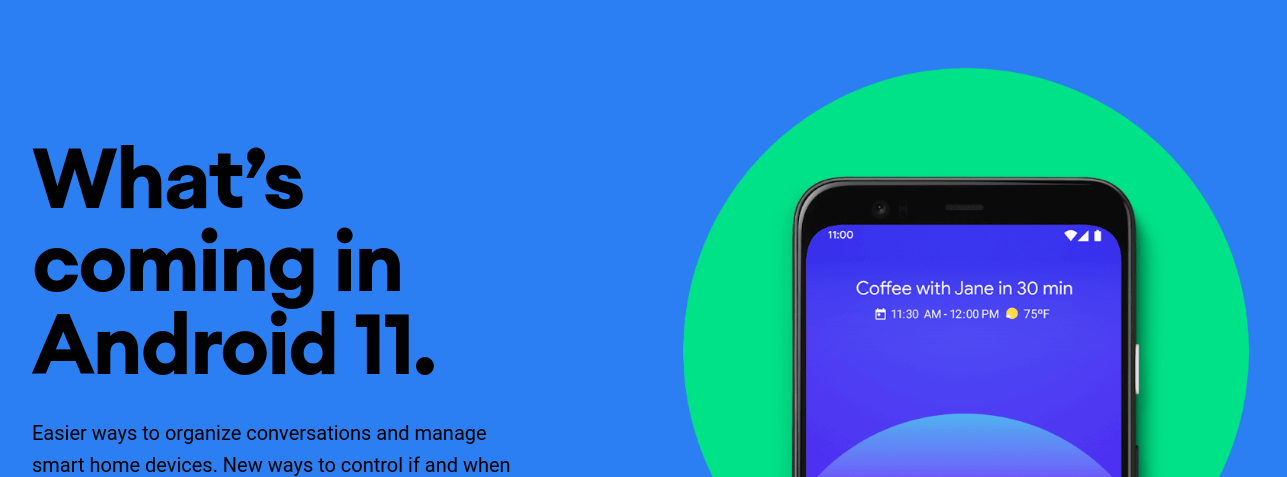 What’s
coming in
Android 11.
Easier ways to organize conversations and manage
smart home devices. New ways to control if and when
11:00
Coffee with Jane in 30 min
11:30 AM - 12:00 PM 75°F